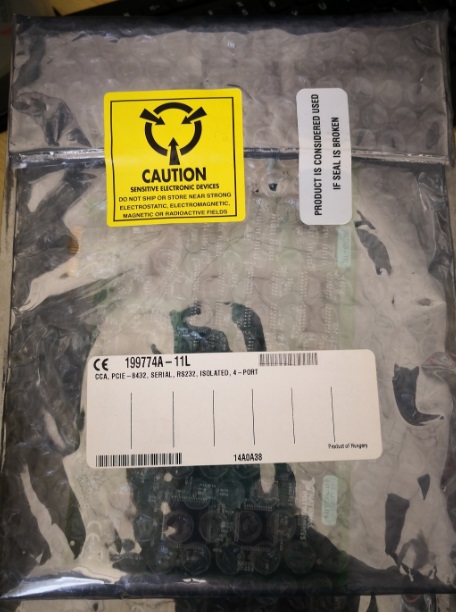 CAUTION
SENSITIVE ELECTRONIC DEVICES
DO NOT SHIP OR STORE NEAR STRONG
ELECTROSTATIC, ELECTROMAGNETIC,
MAGNETIC OR RADIOACTIVE FIELDS
PRODUCT IS CONSIDERED USED
IF SEAL IS BROKEN
CE 199774A-11L
CCA, PCIE-8432, SERIAL, RS232, ISOLATED, 4-PORT
Product of Hungary
14A0A38